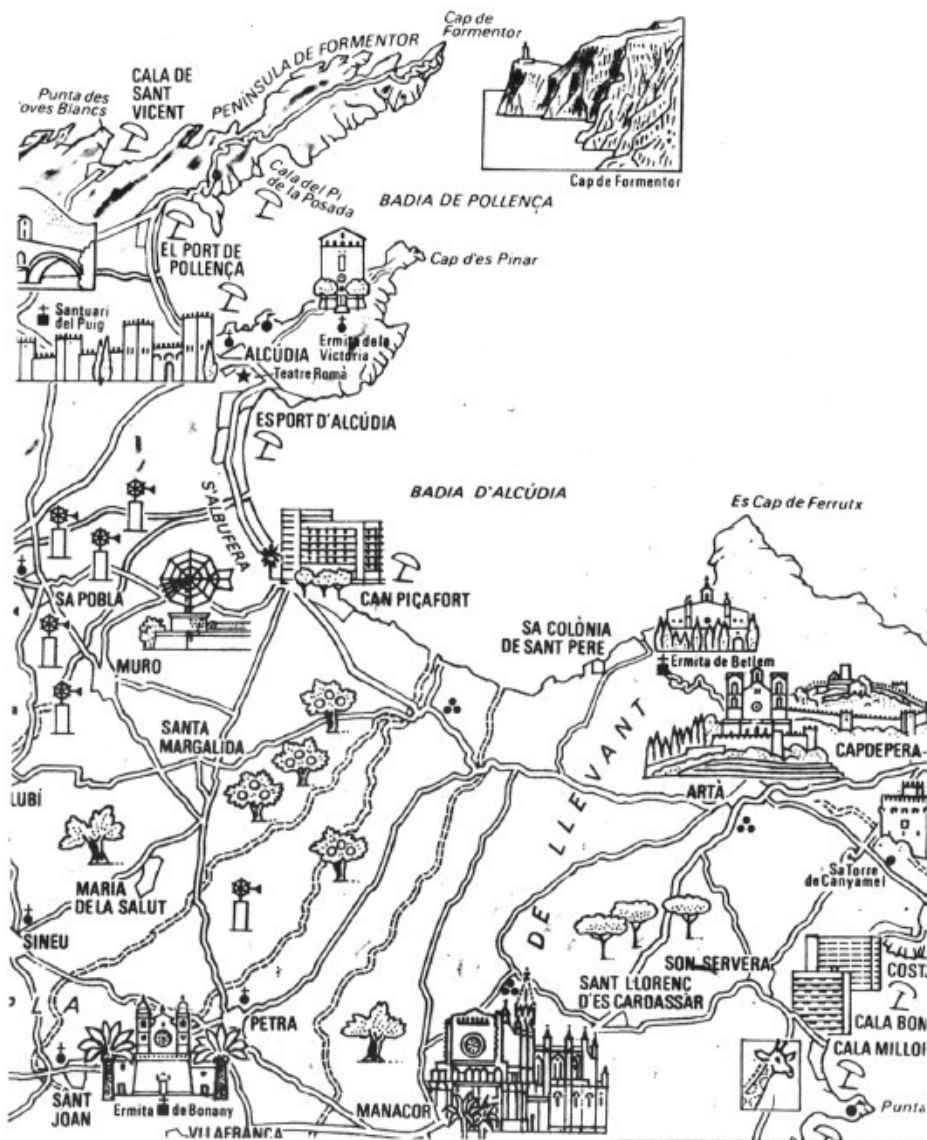 Cap de
Formentor
PENÍNSULA DE FORMENTOR
CALA DE
SANT
VICENT
Punta des
oves Blancs
Cap de Formentor
Cala del Pi
de la Posada
BADIA DE POLLENÇA
EL PORT DE
POLLENÇA
Cap d'es Pinar
Santuari
del Puig
Ermita de la
Victoria
ALCÚDIA
Teatre Romà
ES PORT D'ALCÚDIA
S'ALBUFERA
BADIA D'ALCÚDIA
Es Cap de Ferrutx
SA POBLA
CAN PIÇAFORT
SA COLÒNIA
DE SANT PERE
Ermita de Betlem
MURO
SANTA
MARGALIDA
CAPDEPERA
LUBÍ
ARTÀ
DE LLEVANT
Sa Torre
de Canyamel
MARIA
DE LA SALUT
SINEU
SON SERVERA
COSTA
SANT LLORENÇ
D'ES CARDASSAR
PLA
PETRA
CALA BON
CALA MILLOR
SANT
JOAN
Ermita de Bonany
MANACOR
Punta
VILAFRANCA